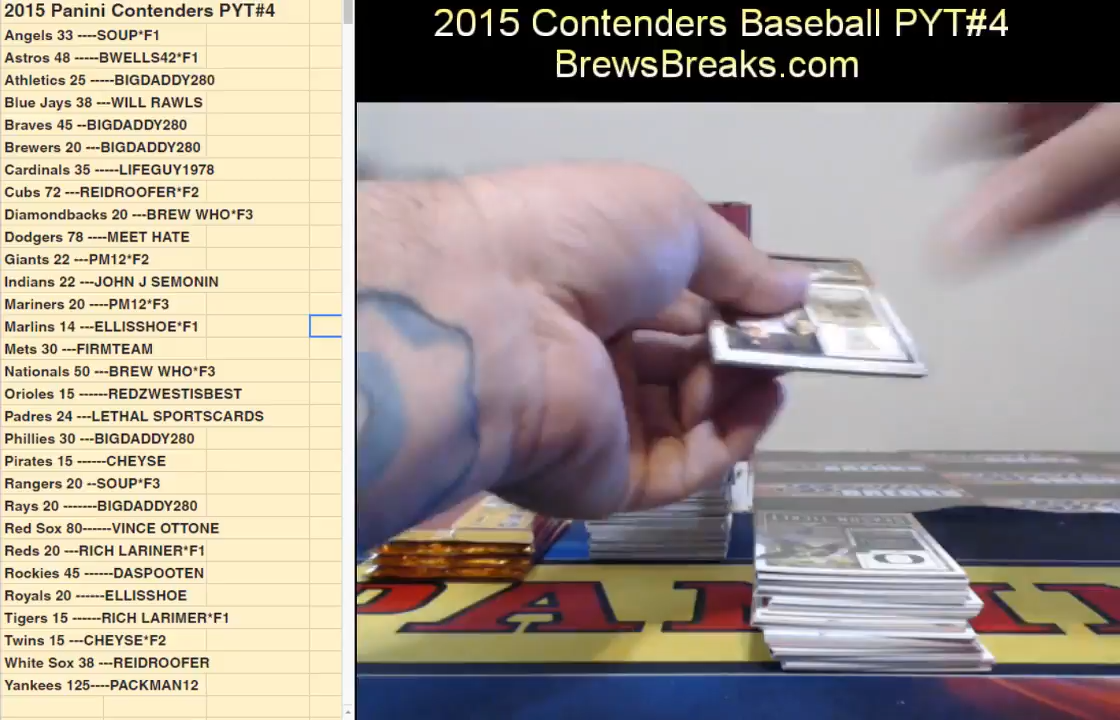 2015 Panini Contenders PYT#4
Angels 33 ----SOUP*F1
Astros 48 -----BWELLS42*F1
Athletics 25 -----BIGDADDY280
Blue Jays 38 ---WILL RAWLS
Braves 45 --BIGDADDY280
Brewers 20 ---BIGDADDY280
Cardinals 35 -----LIFEGUY1978
Cubs 72 ---REIDROOFER*F2
Diamondbacks 20 ---BREW WHO*F3
Dodgers 78 ----MEET HATE
Giants 22 ---PM12*F2
Indians 22 ---JOHN J SEMONIN
Mariners 20 ----PM12*F3
Marlins 14 ---ELLISSHOE*F1
Mets 30 ---FIRMTEAM
Nationals 50 ---BREW WHO*F3
Orioles 15 ----REDZWESTISBEST
Padres 24 ---LETHAL SPORTSCARDS
Phillies 30 ---BIGDADDY280
Pirates 15 ------CHEYSE
Rangers 20 --SOUP*F3
Rays 20 -------BIGDADDY280
Red Sox 80------VINCE OTTONE
Reds 20 ---RICH LARINER*F1
Rockies 45 ------DASPOOTEN
Royals 20 ------ELLISSHOE
Tigers 15 ------RICH LARIMER*F1
Twins 15 ---CHEYSE*F2
White Sox 38 ---REIDROOFER
Yankees 125----PACKMAN12
2015 Contenders Baseball PYT#4
BrewsBreaks.com
SEASON TICKET
O
PANINI